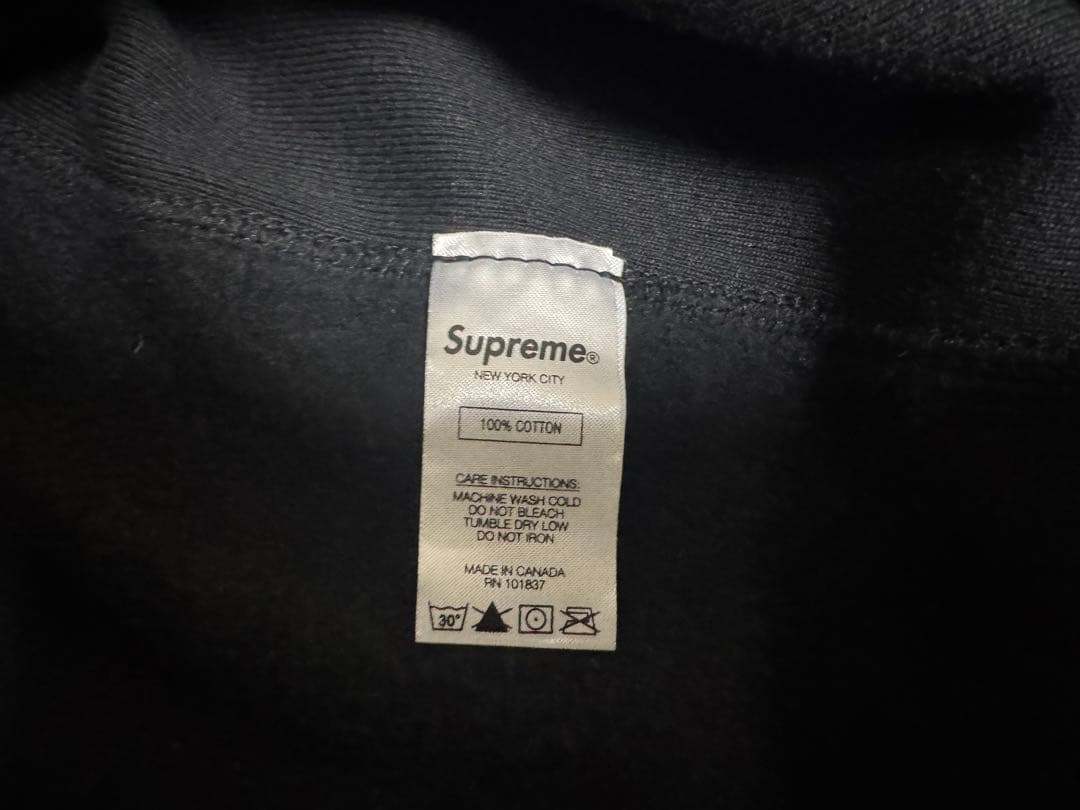 Supreme®
NEW YORK CITY
100% COTTON
CARE INSTRUCTIONS:
MACHINE WASH COLD
DO NOT BLEACH
TUMBLE DRY LOW
DO NOT IRON
MADE IN CANADA
RN 101837
30°